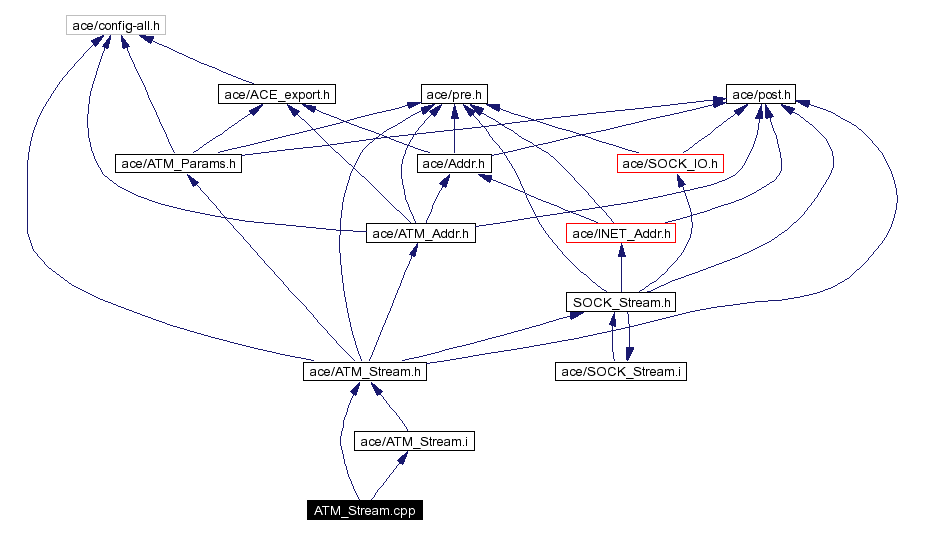 ace/config-all.h
ace/ACE_export.h
ace/pre.h
ace/post.h
ace/ATM_Params.h
ace/Addr.h
ace/SOCK_IO.h
ace/ATM_Addr.h
ace/INET_Addr.h
SOCK_Stream.h
ace/ATM_Stream.h
ace/SOCK_Stream.i
ace/ATM_Stream.i
ATM_Stream.cpp